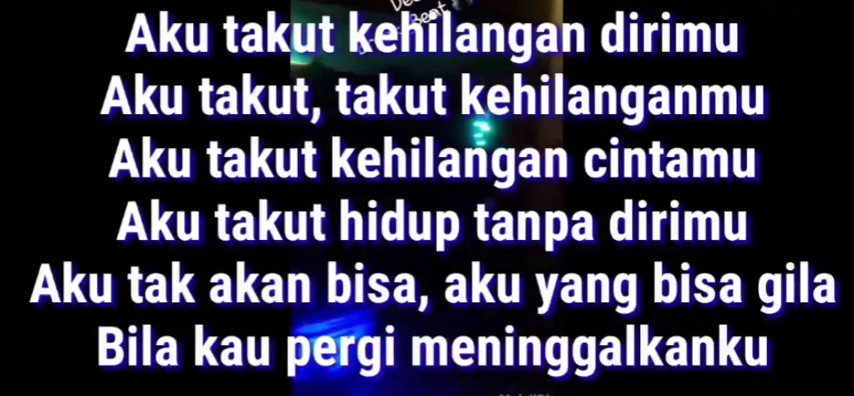 Aku takut kehilangan dirimu
Aku takut, takut kehilanganmu
Aku takut kehilangan cintamu
Aku takut hidup tanpa dirimu
Aku tak akan bisa, aku yang bisa gila
Bila kau pergi meninggalkanku